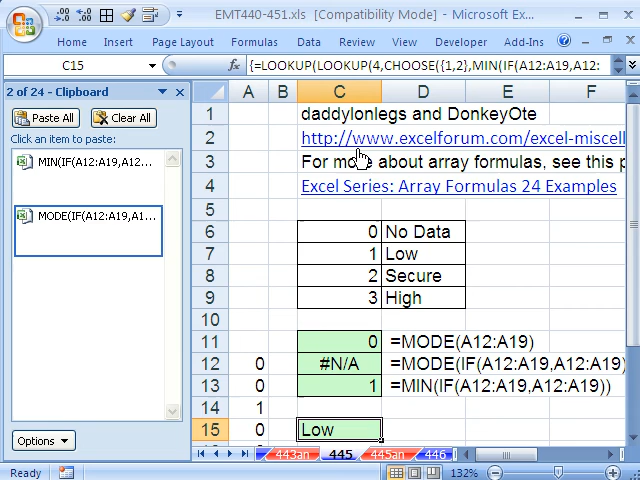 EMT440-451.xls [Compatibility Mode] - Microsoft Ex...
Home Insert Page Layout Formulas Data Review View Developer Add-Ins
C15 fx {=LOOKUP(LOOKUP(4,CHOOSE({1,2},MIN(IF(A12:A19,A12:
2 of 24 - Clipboard
Paste All Clear All
Click an item to paste:
MIN(IF(A12:A19,A12...
MODE(IF(A12:A19,A1...
Options
A B C D E F
1 daddylonlegs and DonkeyOte
2 http://www.excelforum.com/excel-miscell
3 For more about array formulas, see this p
4 Excel Series: Array Formulas 24 Examples
5
6 0 No Data
7 1 Low
8 2 Secure
9 3 High
10
11 0 =MODE(A12:A19)
12 0 #N/A =MODE(IF(A12:A19,A12:A19)
13 0 1 =MIN(IF(A12:A19,A12:A19))
14 1
15 0 Low
443an 445 445an 446
Ready 132%